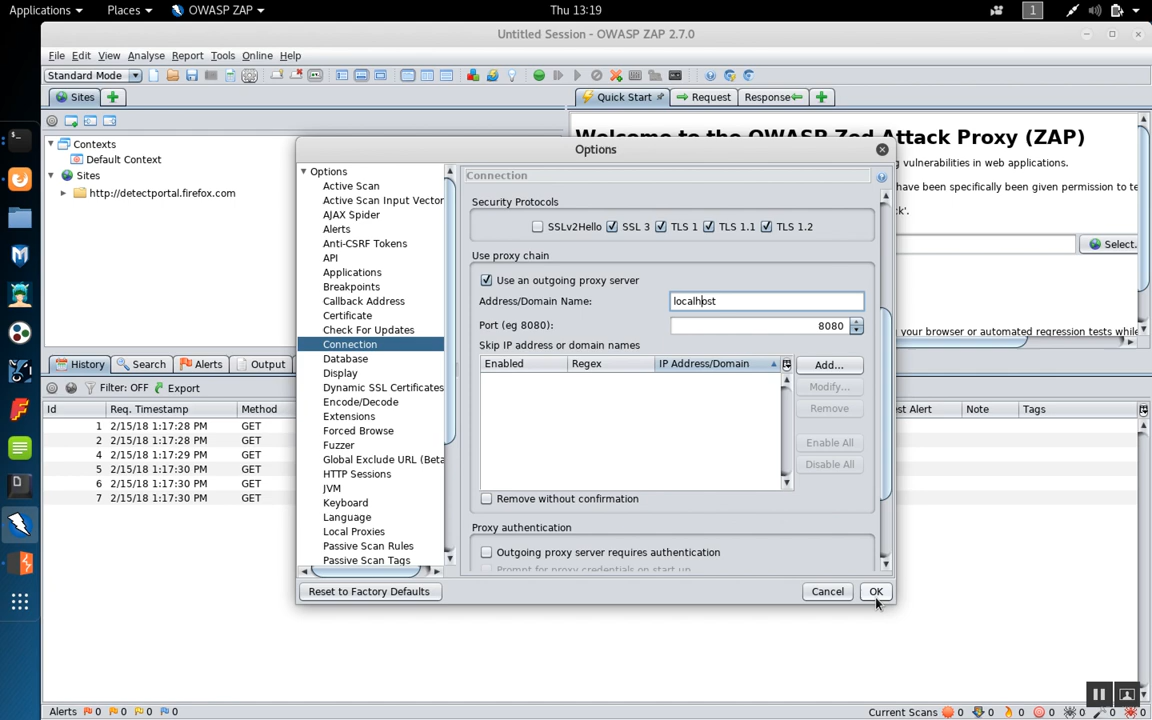 Applications Places OWASP ZAP Thu 13:19 1
Untitled Session - OWASP ZAP 2.7.0
File Edit View Analyse Report Tools Online Help
Standard Mode
Sites Quick Start Request Response
Contexts
Default Context
Sites
http://detectportal.firefox.com
Welcome to the OWASP Zed Attack Proxy (ZAP)
g vulnerabilities in web applications.
have been specifically been given permission to te
k'.
Select.
your browser or automated regression tests while
Options
Options
Active Scan
Active Scan Input Vector
AJAX Spider
Alerts
Anti-CSRF Tokens
API
Applications
Breakpoints
Callback Address
Certificate
Check For Updates
Connection
Database
Display
Dynamic SSL Certificates
Encode/Decode
Extensions
Forced Browse
Fuzzer
Global Exclude URL (Beta
HTTP Sessions
JVM
Keyboard
Language
Local Proxies
Passive Scan Rules
Passive Scan Tags
Connection
Security Protocols
SSLv2Hello SSL 3 TLS 1 TLS 1.1 TLS 1.2
Use proxy chain
Use an outgoing proxy server
Address/Domain Name: localhost
Port (eg 8080): 8080
Skip IP address or domain names
Enabled Regex IP Address/Domain Add...
Modify...
Remove
Enable All
Disable All
Remove without confirmation
Proxy authentication
Outgoing proxy server requires authentication
Prompt for proxy credentials on start up
Reset to Factory Defaults Cancel OK
History Search Alerts Output
Filter: OFF Export
Id Req. Timestamp Method est Alert Note Tags
1 2/15/18 1:17:28 PM GET
2 2/15/18 1:17:28 PM GET
4 2/15/18 1:17:29 PM GET
5 2/15/18 1:17:30 PM GET
6 2/15/18 1:17:30 PM GET
7 2/15/18 1:17:30 PM GET
Alerts 0 0 0 0 Current Scans 0 0 0 0 0 0 0